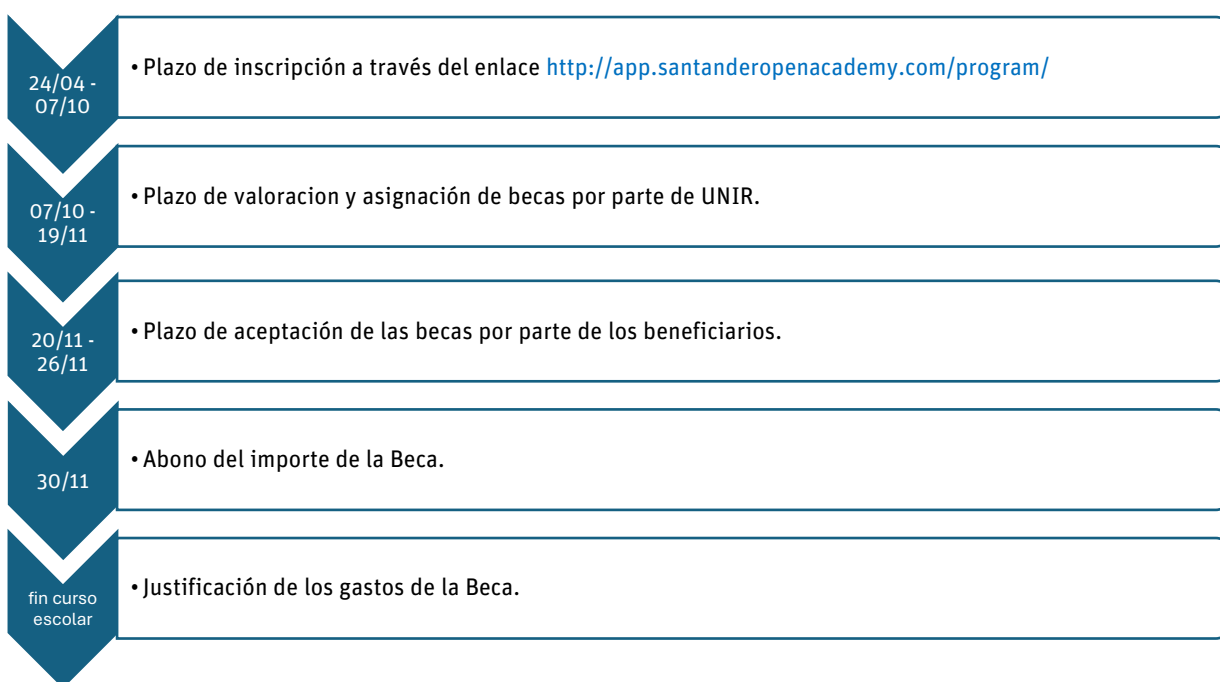 24/04 -
07/10
• Plazo de inscripción a través del enlace http://app.santanderopenacademy.com/program/
07/10 -
19/11
• Plazo de valoracion y asignación de becas por parte de UNIR.
20/11 -
26/11
• Plazo de aceptación de las becas por parte de los beneficiarios.
30/11
• Abono del importe de la Beca.
fin curso
escolar
• Justificación de los gastos de la Beca.